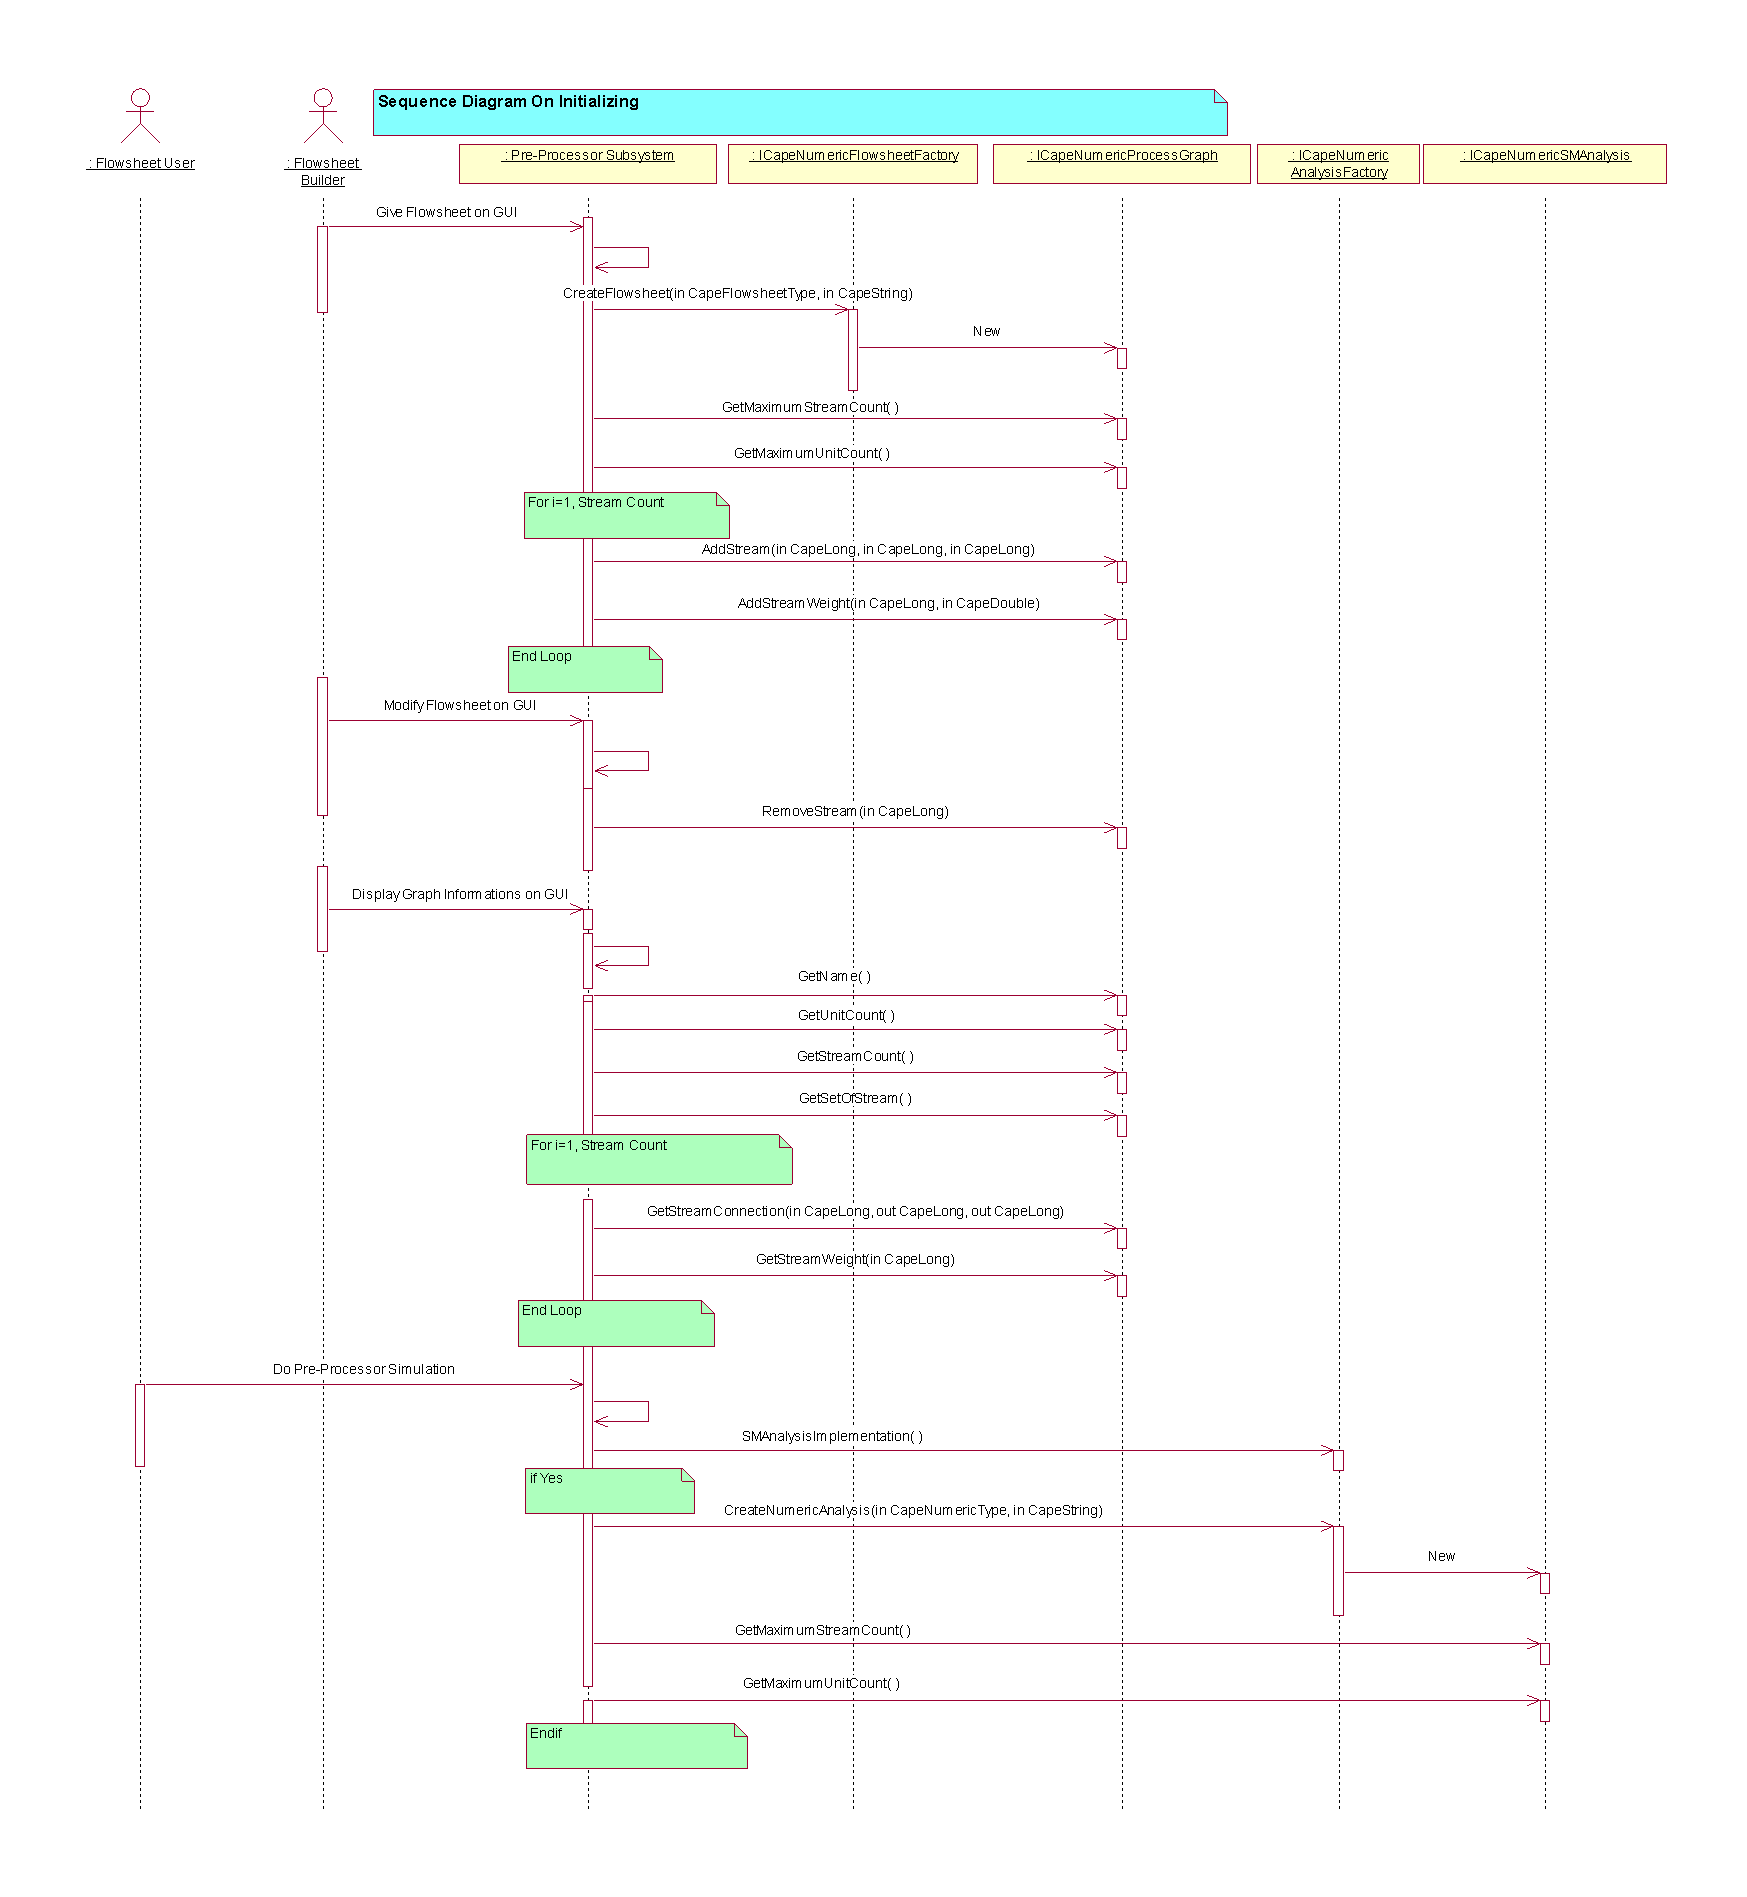 Sequence Diagram On Initializing
: Flowsheet User
: Flowsheet
Builder
: Pre-Processor Subsystem
: ICapeNumericFlowsheetFactory
: ICapeNumericProcessGraph
: ICapeNumeric
AnalysisFactory
: ICapeNumericSMAnalysis
Give Flowsheet on GUI
CreateFlowsheet(in CapeFlowsheetType, in CapeString)
New
GetMaximumStreamCount( )
GetMaximumUnitCount( )
For i=1, Stream Count
AddStream(in CapeLong, in CapeLong, in CapeLong)
AddStreamWeight(in CapeLong, in CapeDouble)
End Loop
Modify Flowsheet on GUI
RemoveStream(in CapeLong)
Display Graph Informations on GUI
GetName( )
GetUnitCount( )
GetStreamCount( )
GetSetOfStream( )
For i=1, Stream Count
GetStreamConnection(in CapeLong, out CapeLong, out CapeLong)
GetStreamWeight(in CapeLong)
End Loop
Do Pre-Processor Simulation
SMAnalysisImplementation( )
if Yes
CreateNumericAnalysis(in CapeNumericType, in CapeString)
New
GetMaximumStreamCount( )
GetMaximumUnitCount( )
Endif